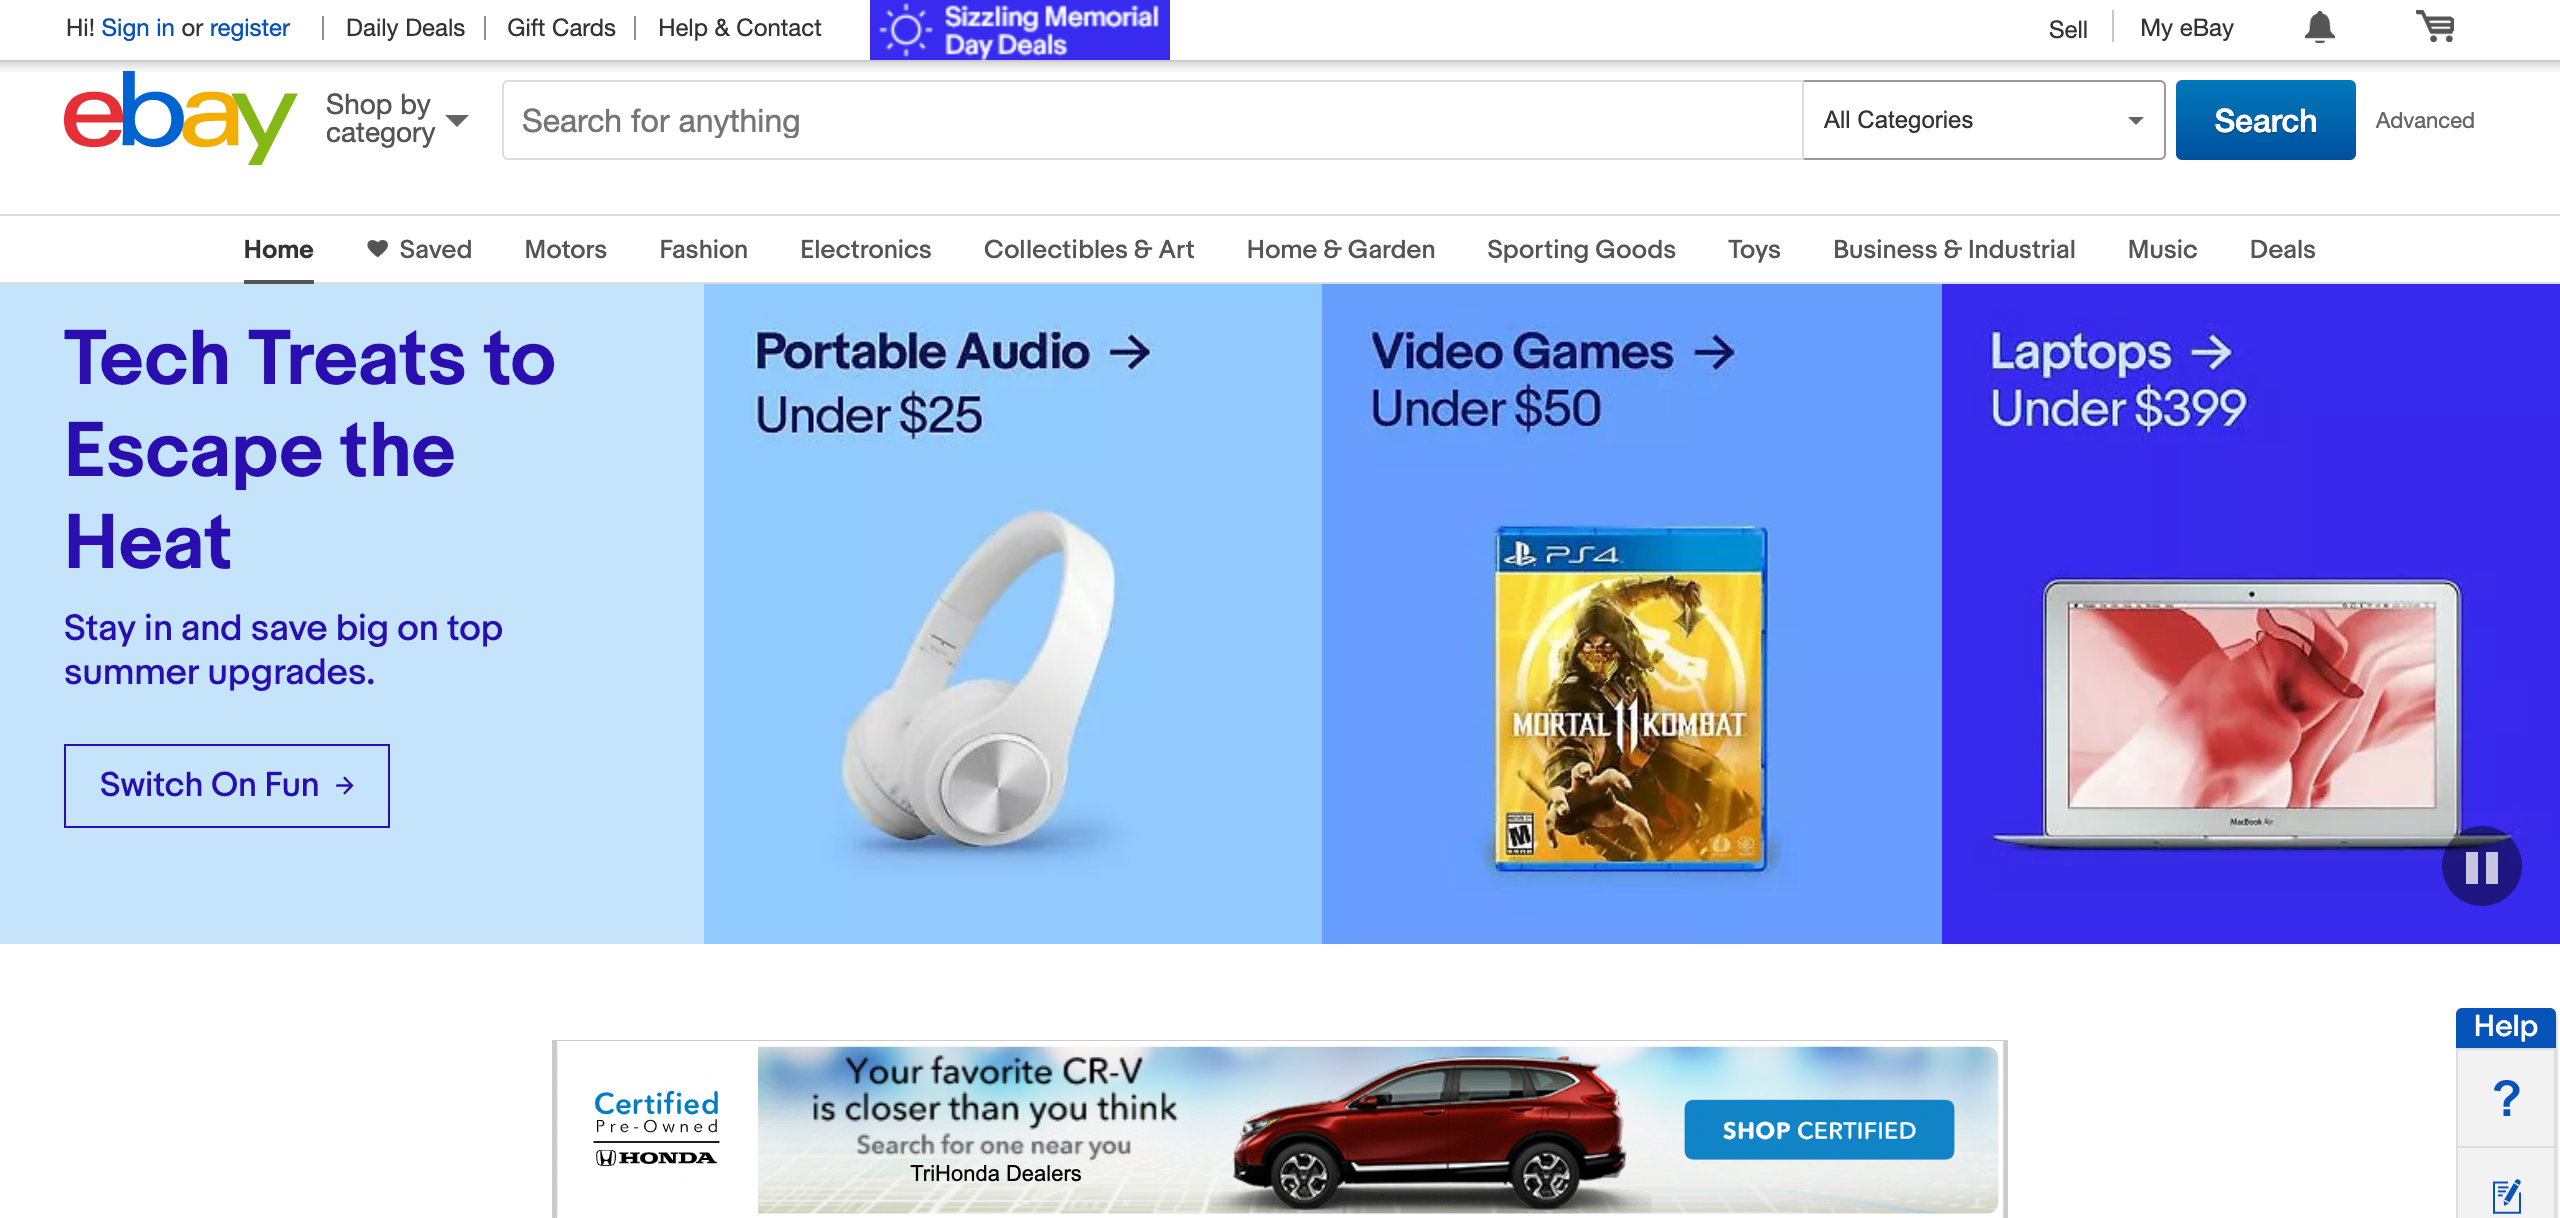 Hi! Sign in or register
Daily Deals
Gift Cards
Help & Contact
Sizzling Memorial
Day Deals
Sell
My eBay
ebay
Shop by
category
Search for anything
All Categories
Search
Advanced
Home
Saved
Motors
Fashion
Electronics
Collectibles & Art
Home & Garden
Sporting Goods
Toys
Business & Industrial
Music
Deals
Tech Treats to
Escape the
Heat
Stay in and save big on top
summer upgrades.
Switch On Fun →
Portable Audio →
Under $25
Video Games →
Under $50
PS4
MORTAL 11 KOMBAT
M
Laptops →
Under $399
MacBook Air
Certified
Pre-Owned
HONDA
Your favorite CR-V
is closer than you think
Search for one near you
TriHonda Dealers
SHOP CERTIFIED
Help
?